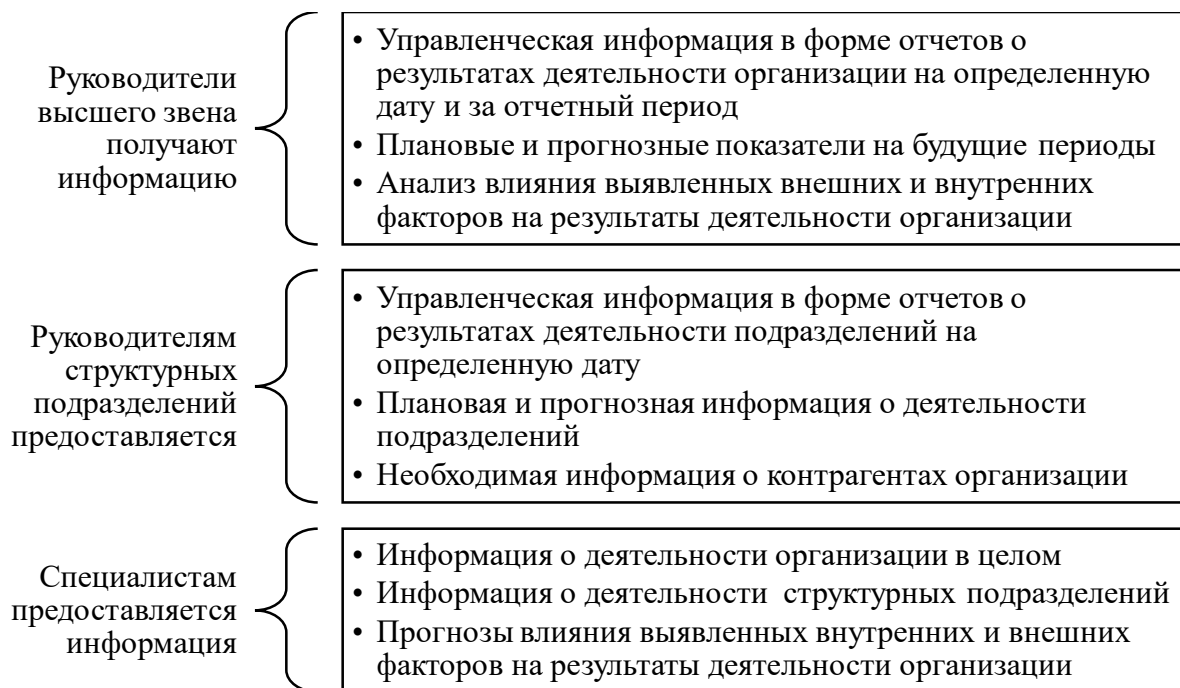 Руководители
высшего звена
получают
информацию
• Управленческая информация в форме отчетов о
результатах деятельности организации на определенную
дату и за отчетный период
• Плановые и прогнозные показатели на будущие периоды
• Анализ влияния выявленных внешних и внутренних
факторов на результаты деятельности организации
Руководителям
структурных
подразделений
предоставляется
• Управленческая информация в форме отчетов о
результатах деятельности подразделений на
определенную дату
• Плановая и прогнозная информация о деятельности
подразделений
• Необходимая информация о контрагентах организации
Специалистам
предоставляется
информация
• Информация о деятельности организации в целом
• Информация о деятельности структурных подразделений
• Прогнозы влияния выявленных внутренних и внешних
факторов на результаты деятельности организации